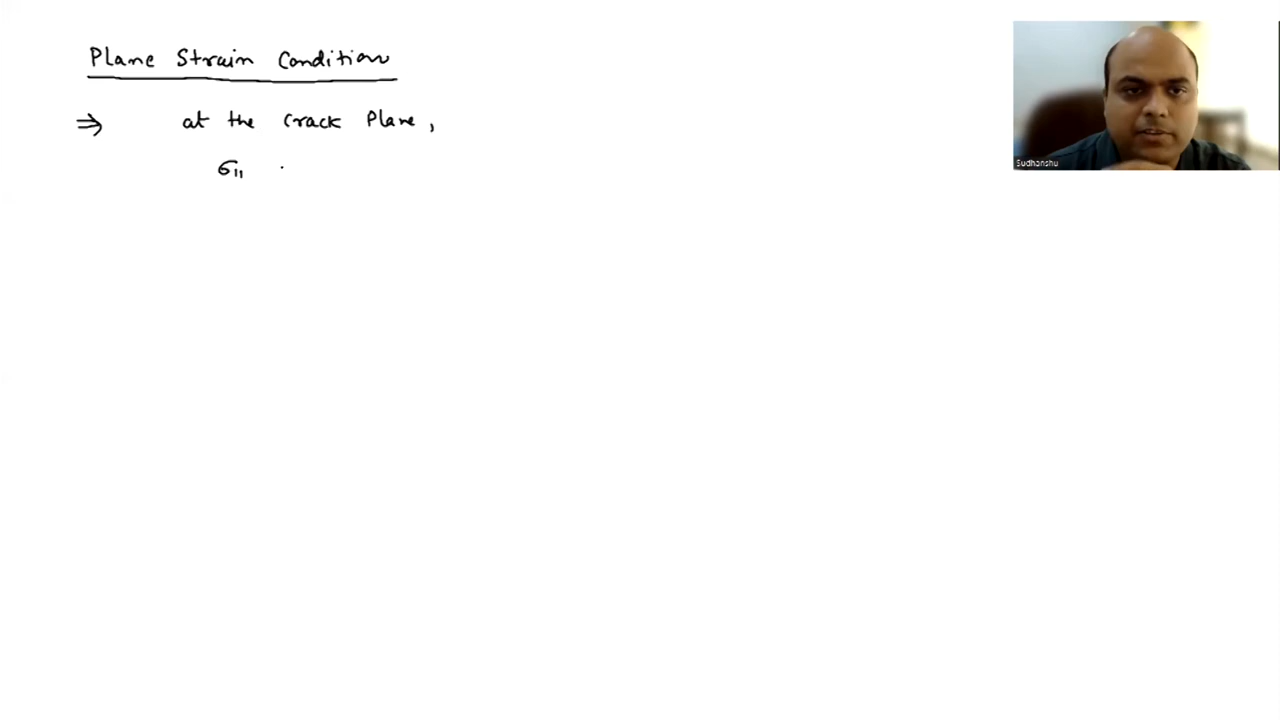 Plane Strain Condition
⇒ at the crack Plane,
σ11
Sudhanshu